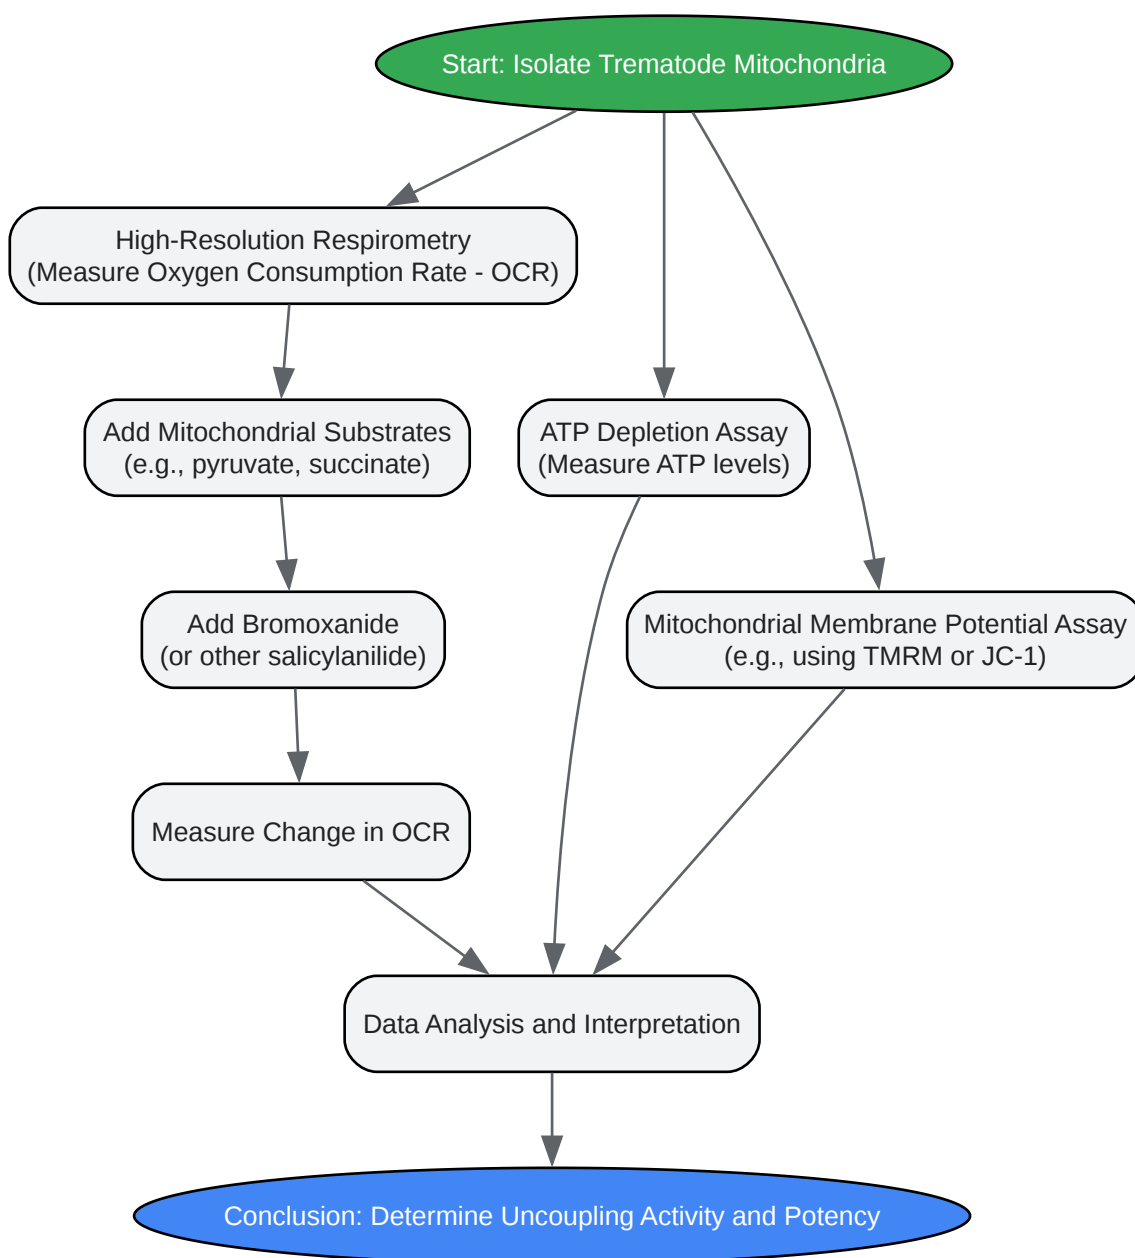 Start: Isolate Trematode Mitochondria
High-Resolution Respirometry
(Measure Oxygen Consumption Rate - OCR)
Add Mitochondrial Substrates
(e.g., pyruvate, succinate)
ATP Depletion Assay
(Measure ATP levels)
Add Bromoxanide
(or other salicylanilide)
Mitochondrial Membrane Potential Assay
(e.g., using TMRM or JC-1)
Measure Change in OCR
Data Analysis and Interpretation
Conclusion: Determine Uncoupling Activity and Potency